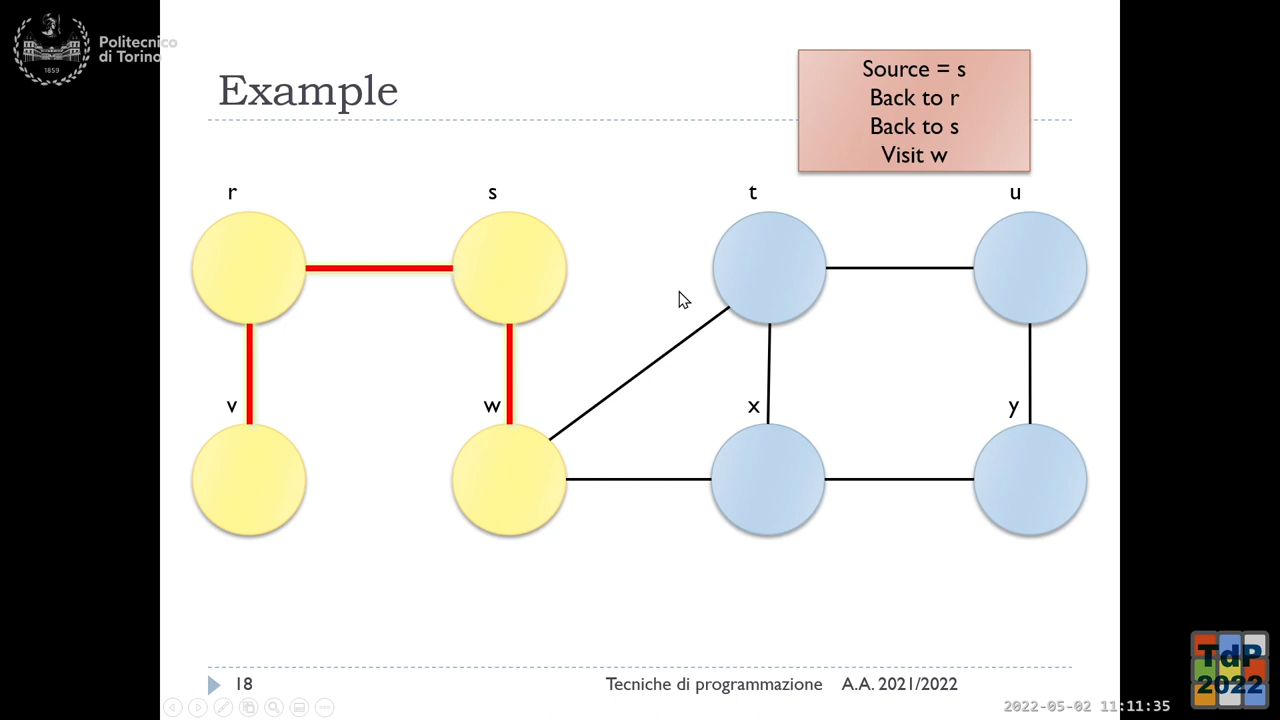 Politecnico
di Torino
1859
Example
Source = s
Back to r
Back to s
Visit w
r
s
t
u
v
w
x
y
18
Tecniche di programmazione
A.A. 2021/2022
TdP
2022
2022-05-02 11:11:35